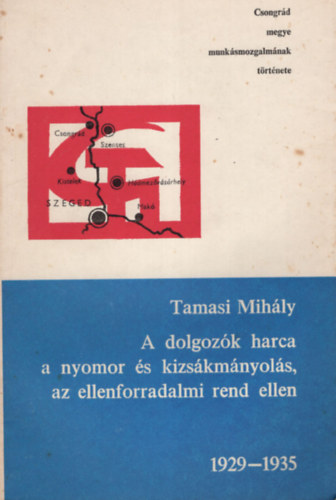 Csongrád
megye
munkásmozgalmának
története
Csongrád
Szentes
Kistelek
Hódmezővásárhely
SZEGED
Makó
Tamasi Mihály
A dolgozók harca
a nyomor és kizsákmányolás,
az ellenforradalmi rend ellen
1929—1935